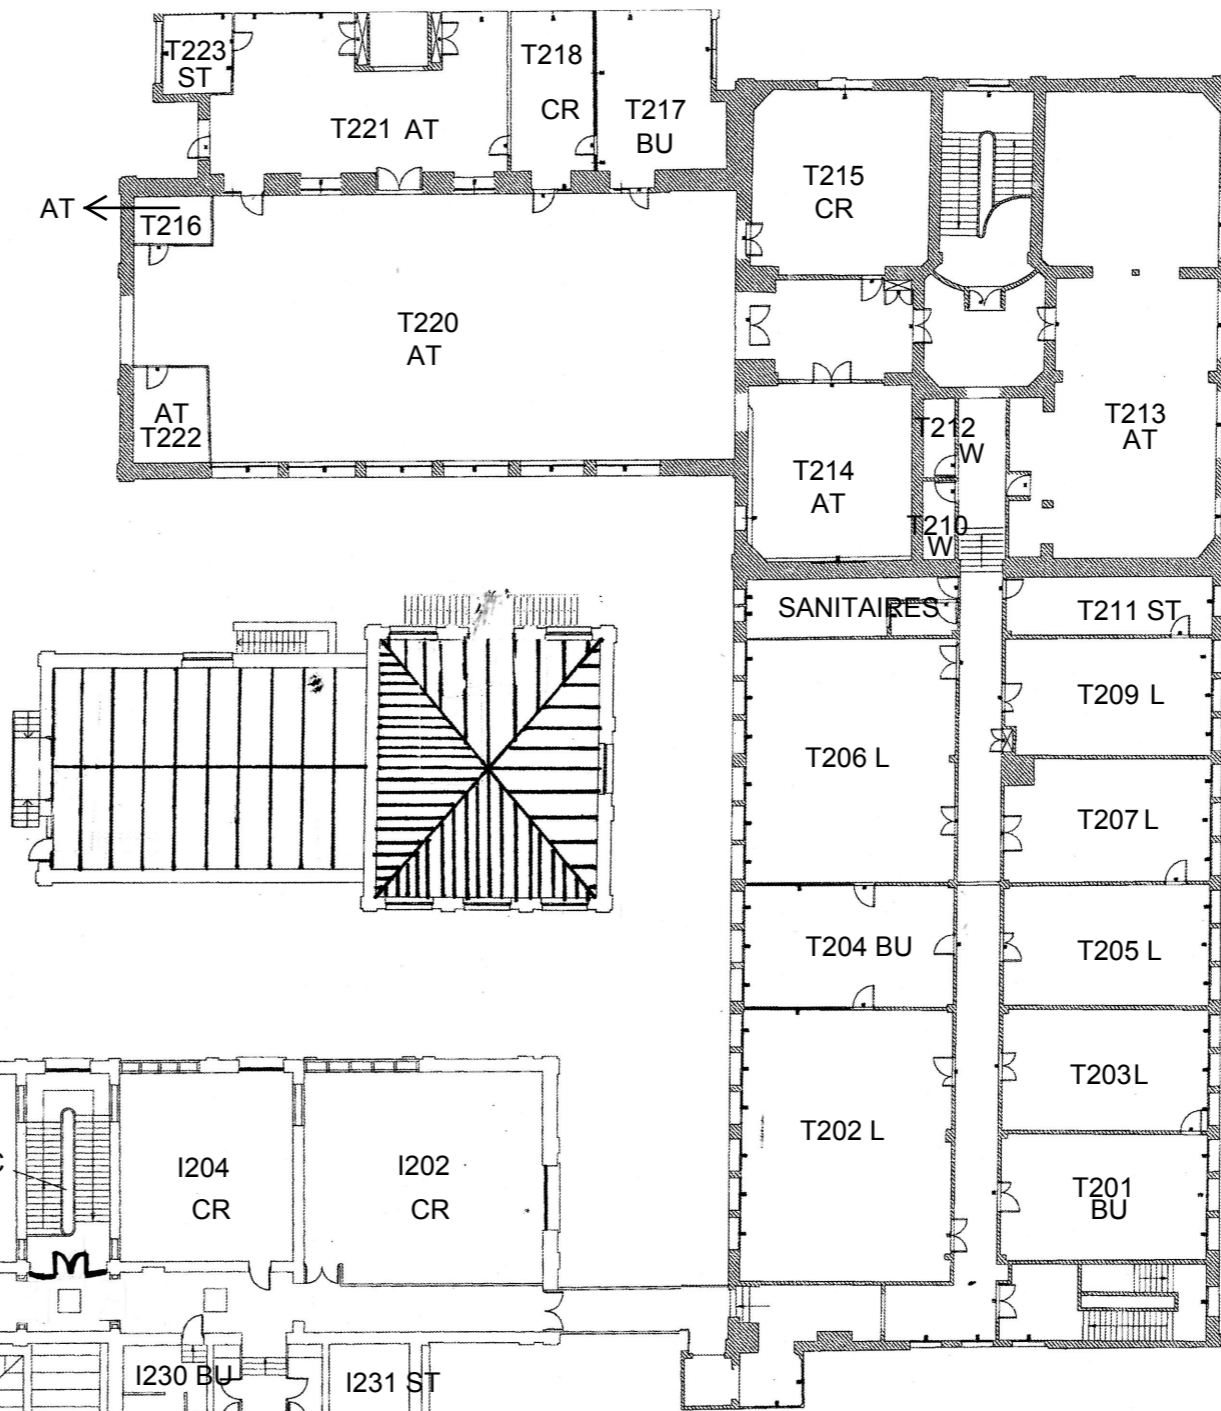 T223
ST
T221 AT
T218
CR
T217
BU
T215
CR
AT
T216
T220
AT
AT
T222
T214
AT
T212
W
T210
W
T213
AT
SANITAIRES
T211 ST
T209 L
T206 L
T207 L
T204 BU
T205 L
T203 L
T202 L
T201
BU
I204
CR
I202
CR
I230 BU
I231 ST